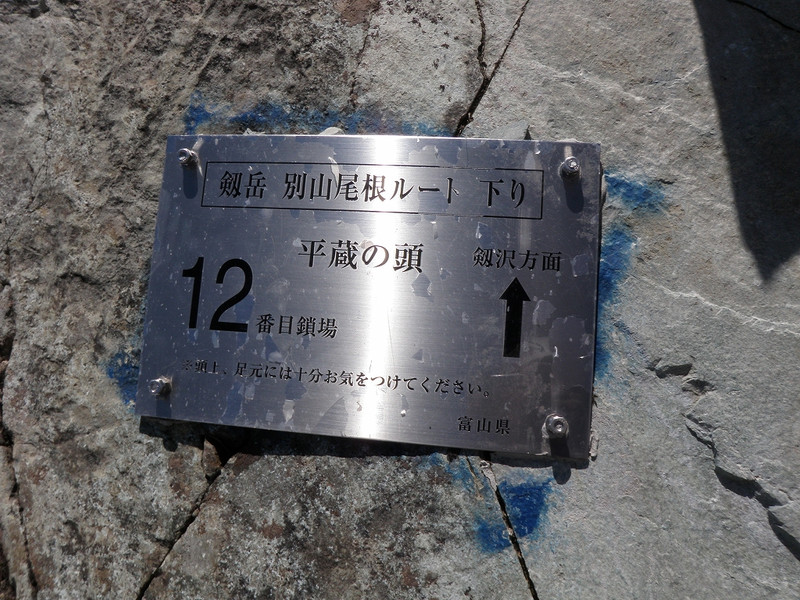 剱岳 別山尾根ルート 下り
平蔵の頭
剱沢方面
12番目鎖場
※頭上、足元には十分お気をつけてください。
富山県